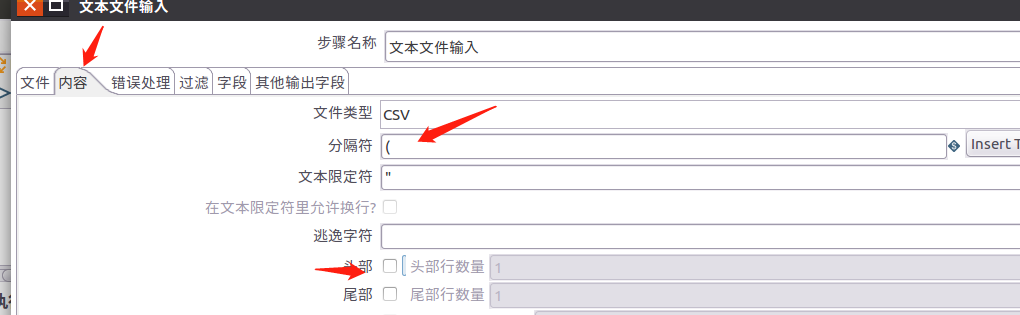 文本文件输入
步骤名称 文本文件输入
文件 内容 错误处理 过滤 字段 其他输出字段
文件类型 CSV
分隔符 ( Insert T
文本限定符 "
在文本限定符里允许换行?
逃逸字符
头部 头部行数量 1
尾部 尾部行数量 1